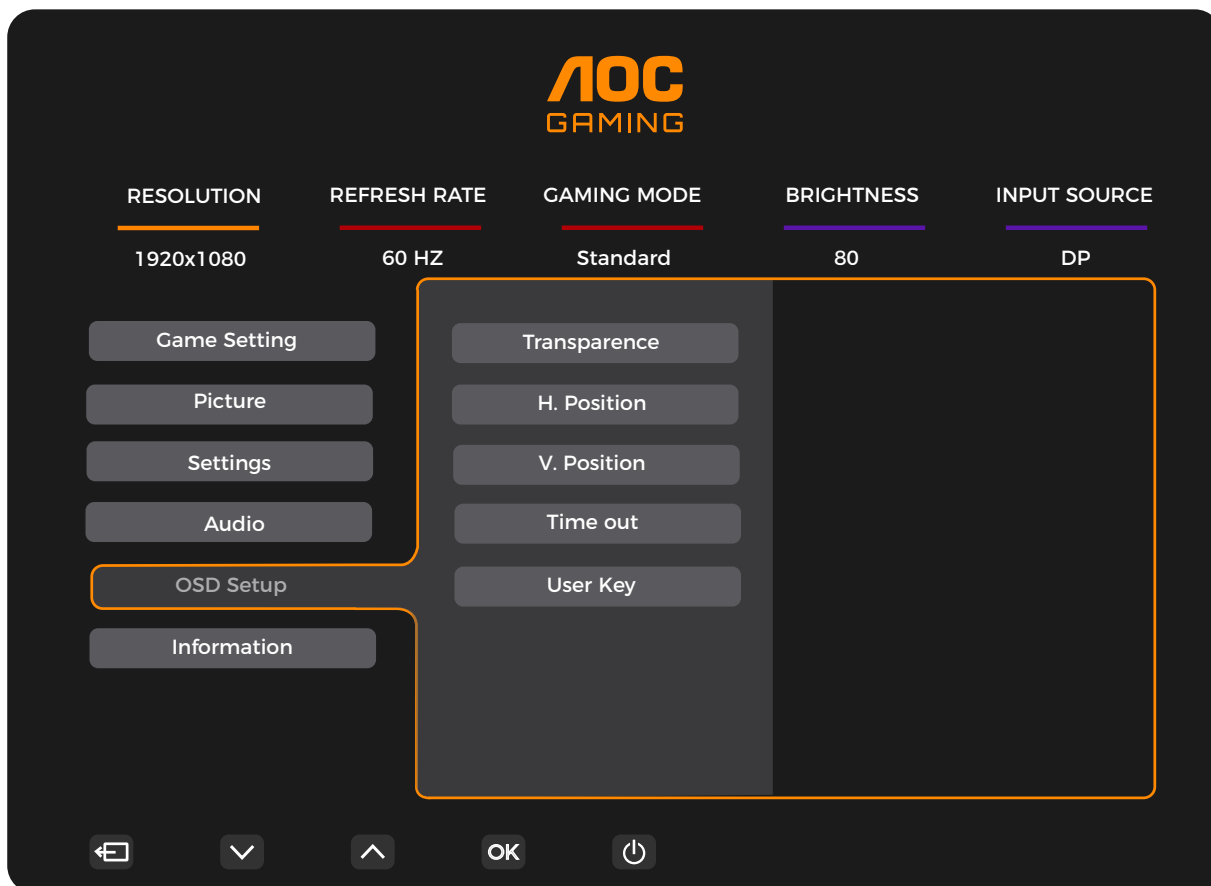 AOC
GAMING
RESOLUTION REFRESH RATE GAMING MODE BRIGHTNESS INPUT SOURCE
1920x1080 60 HZ Standard 80 DP
Game Setting Transparence
Picture H. Position
Settings V. Position
Audio Time out
OSD Setup User Key
Information
OK